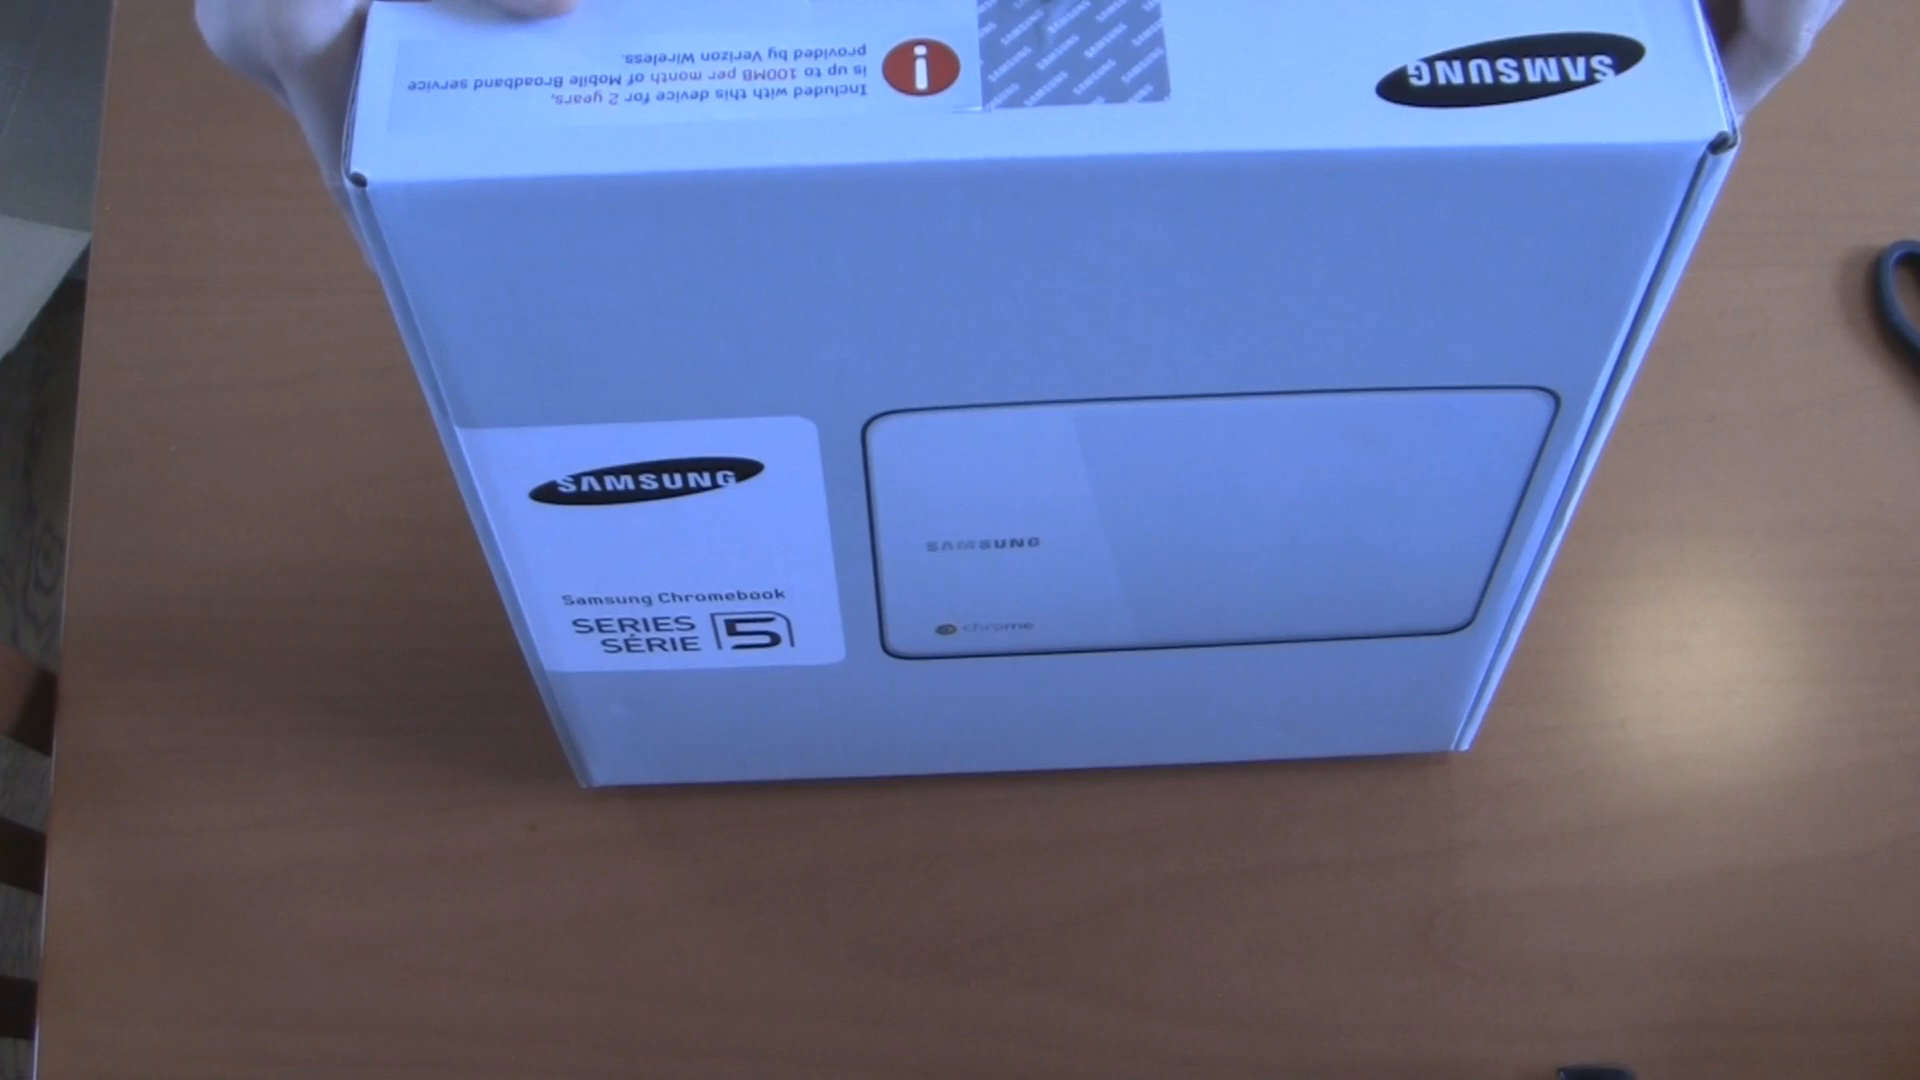 Included with this device for 2 years,
is up to 100MB per month of Mobile Broadband service
provided by Verizon Wireless.
i
SAMSUNG
SAMSUNG
Samsung Chromebook
SERIES
SÉRIE
5
SAMSUNG
chrome